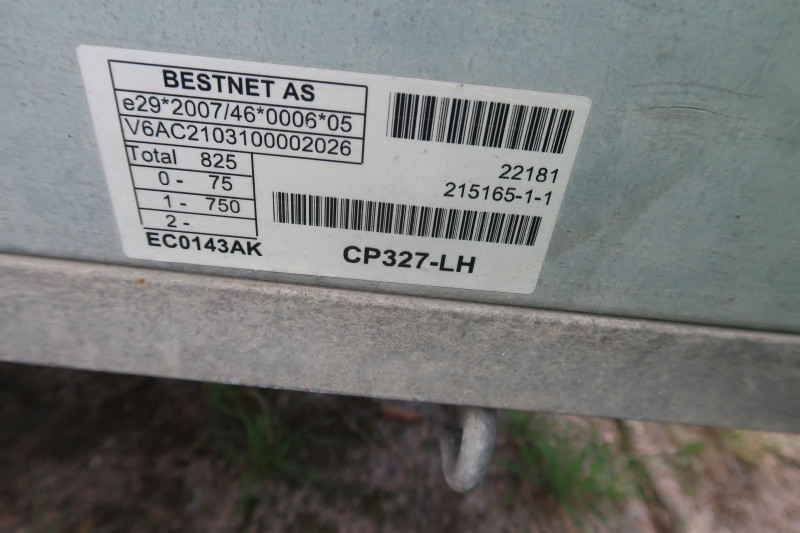 BESTNET AS
e29*2007/46*0006*05
V6AC2103100002026
Total 825
0 - 75
1 - 750
2 -
EC0143AK
22181
215165-1-1
CP327-LH